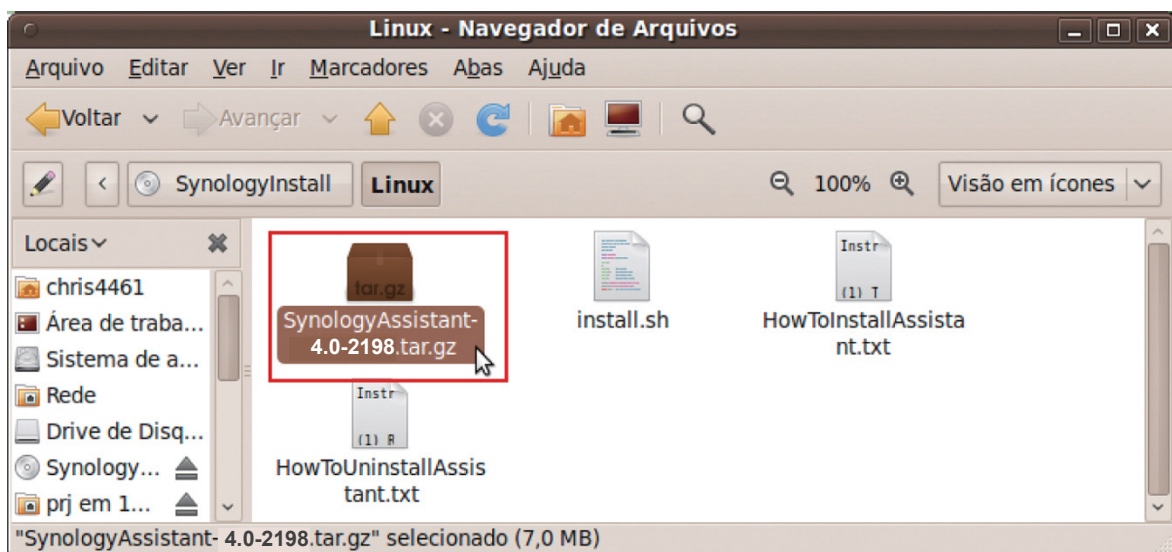 Linux - Navegador de Arquivos
Arquivo Editar Ver Ir Marcadores Abas Ajuda
Voltar Avançar
SynologyInstall Linux 100% Visão em ícones
Locais
chris4461
Área de traba...
Sistema de a...
Rede
Drive de Disq...
Synology...
prj em 1...
tar.gz
SynologyAssistant-
4.0-2198.tar.gz
install.sh
Instr
(1) T
HowToInstallAssista
nt.txt
Instr
(1) R
HowToUninstallAssis
tant.txt
"SynologyAssistant- 4.0-2198.tar.gz" selecionado (7,0 MB)